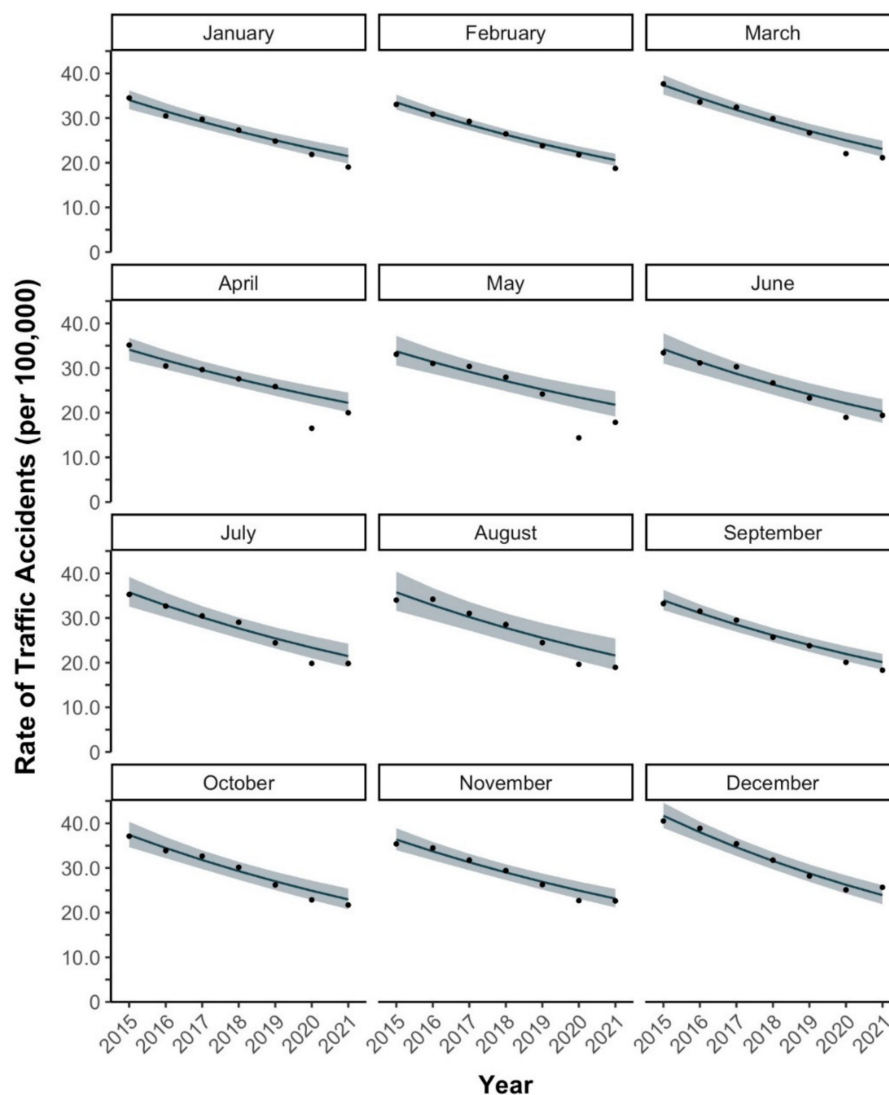 January February March
40.0
30.0
20.0
10.0
0
April May June
40.0
30.0
20.0
10.0
0
July August September
40.0
30.0
20.0
10.0
0
October November December
40.0
30.0
20.0
10.0
0
2015 2016 2017 2018 2019 2020 2021 2015 2016 2017 2018 2019 2020 2021 2015 2016 2017 2018 2019 2020 2021
Year
Rate of Traffic Accidents (per 100,000)